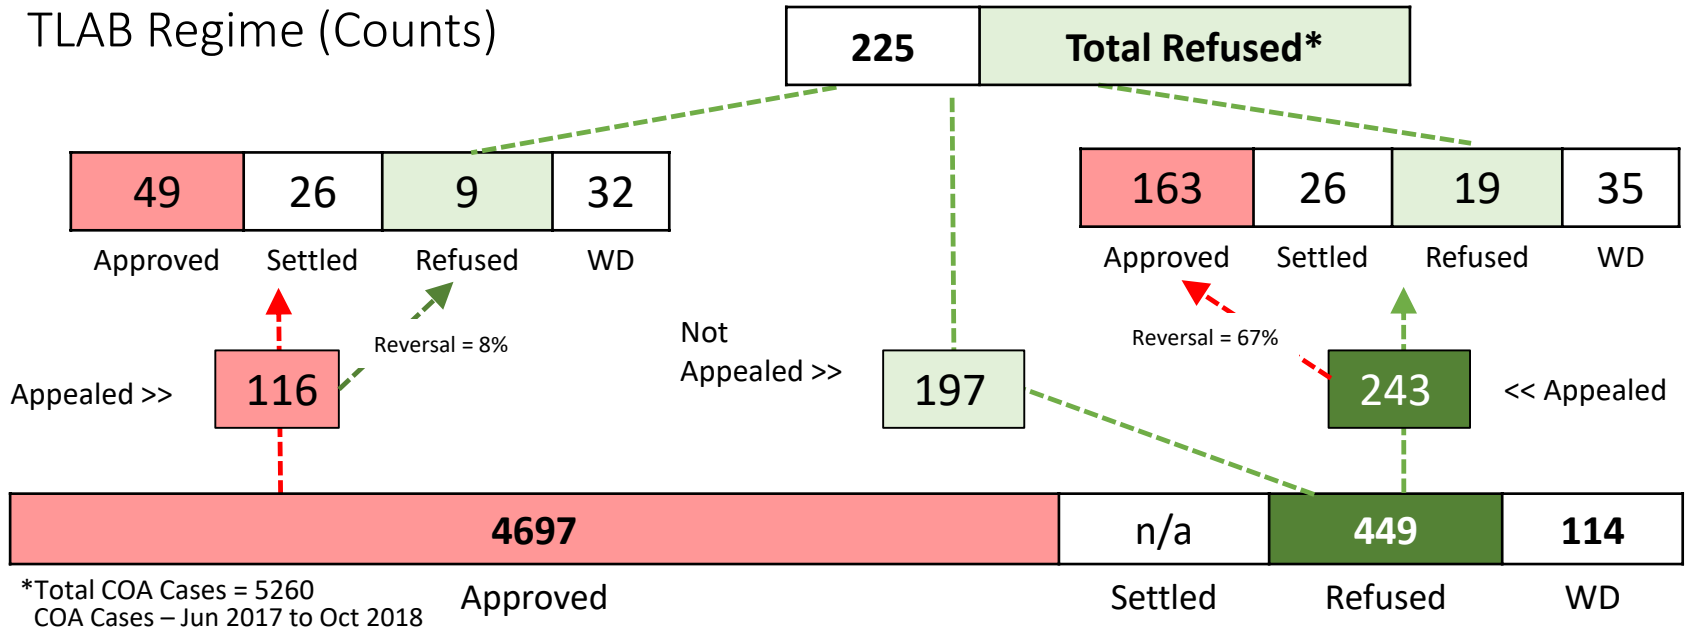 TLAB Regime (Counts)
225 Total Refused*
49 26 9 32
Approved Settled Refused WD
163 26 19 35
Approved Settled Refused WD
Reversal = 8%
Not
Appealed >>
Reversal = 67%
Appealed >> 116
197
243 << Appealed
4697 n/a 449 114
Approved Settled Refused WD
*Total COA Cases = 5260
COA Cases – Jun 2017 to Oct 2018